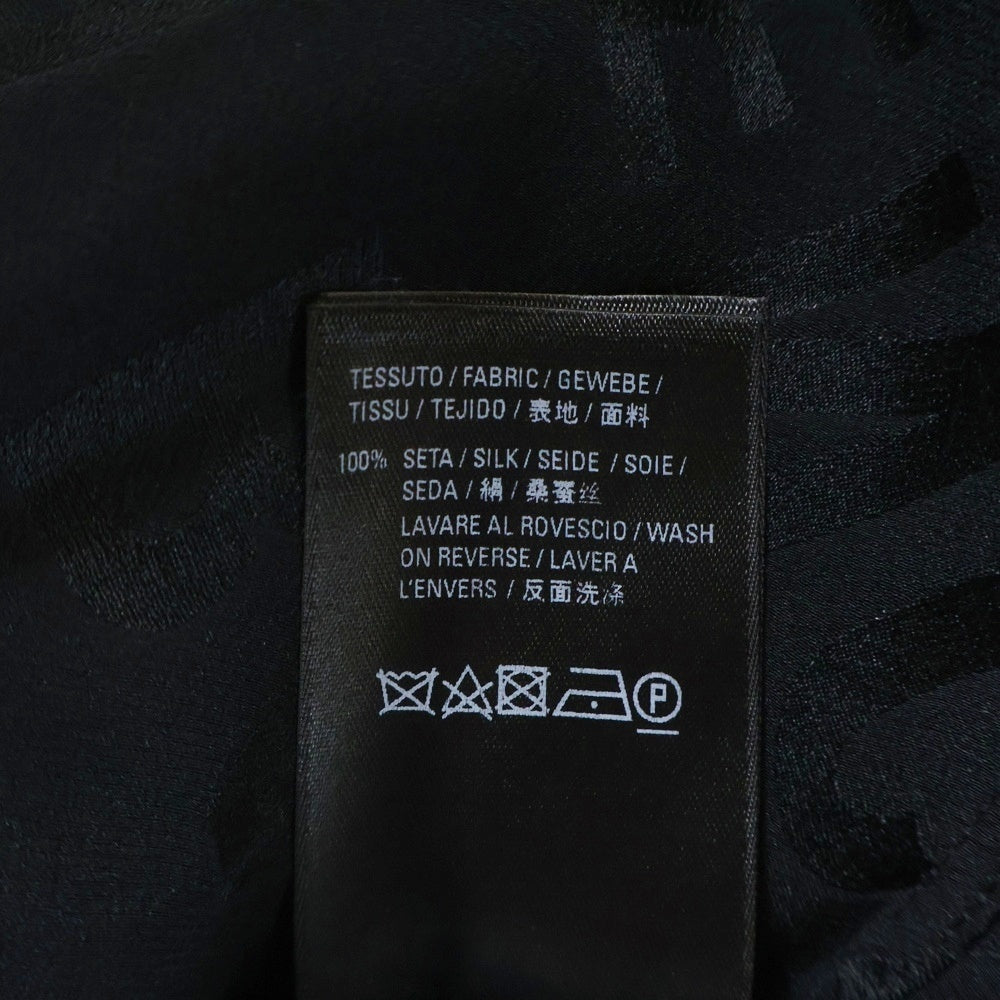 TESSUTO / FABRIC / GEWEBE /
TISSU / TEJIDO / 表地 / 面料
100% SETA / SILK / SEIDE / SOIE /
SEDA / 絹 / 桑蚕丝
LAVARE AL ROVESCIO / WASH
ON REVERSE / LAVER A
L'ENVERS / 反面洗涤
P